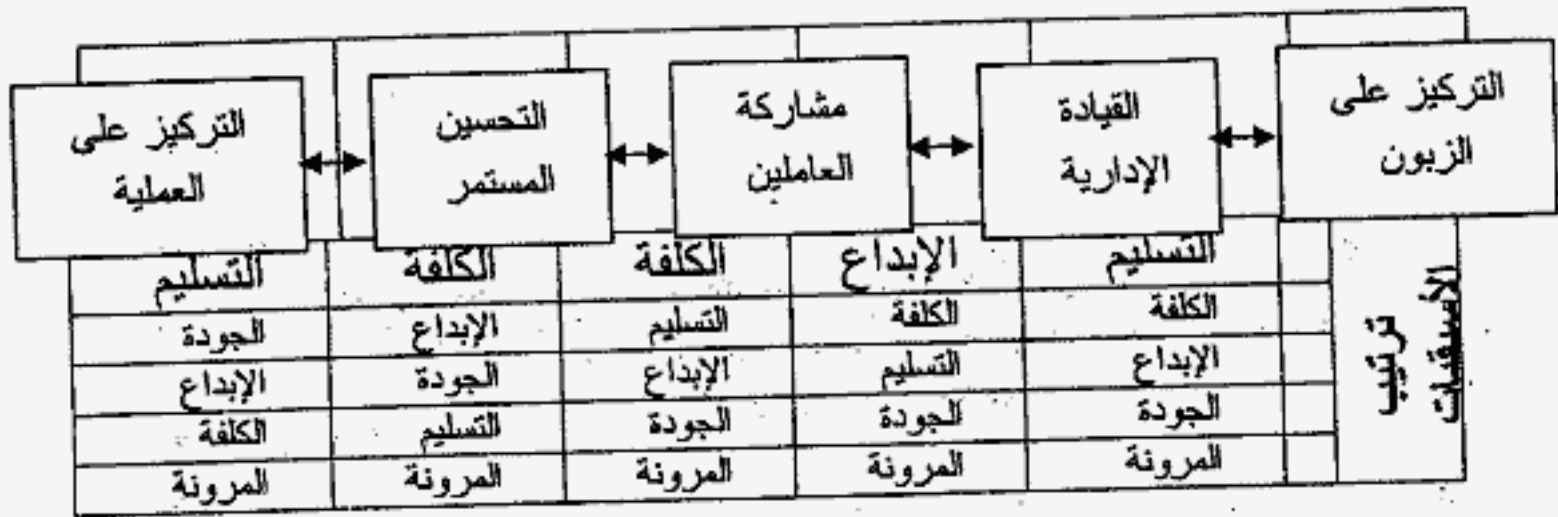 التركيز على
الزبون
القيادة
الإدارية
مشاركة
العاملين
التحسين
المستمر
التركيز على
العملية
ترتيب
الأسبقيات
التسليم الإبداع الكلفة الكلفة التسليم
الكلفة الكلفة التسليم الإبداع الجودة
الإبداع التسليم الإبداع الجودة الإبداع
الجودة الجودة الجودة التسليم الكلفة
المرونة المرونة المرونة المرونة المرونة